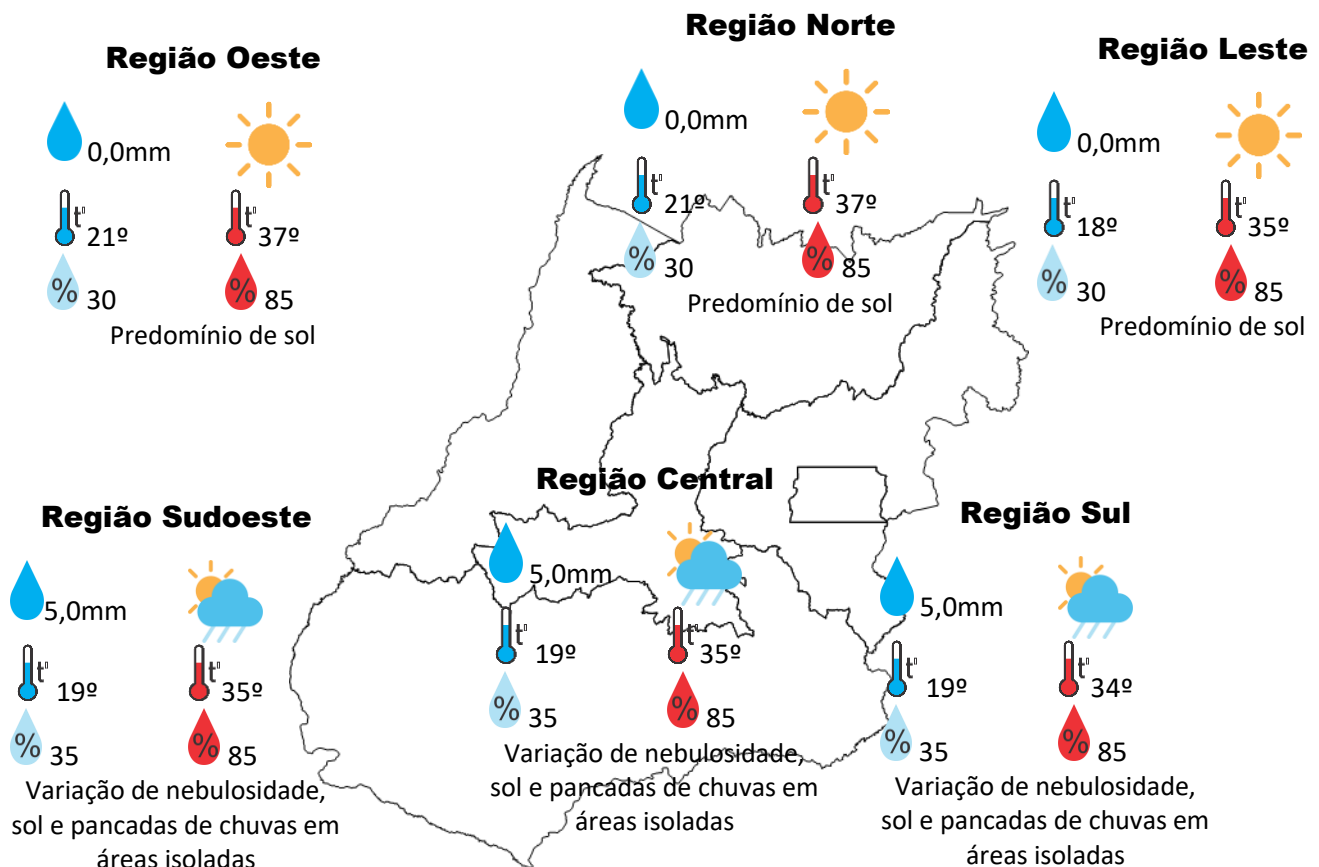 Região Oeste
0,0mm
t°
21º
t°
37º
% 30
% 85
Predomínio de sol
Região Norte
0,0mm
t°
21º
t°
37º
% 30
% 85
Predomínio de sol
Região Leste
0,0mm
t°
18º
t°
35º
% 30
% 85
Predomínio de sol
Região Sudoeste
5,0mm
t°
19º
t°
35º
% 35
% 85
Variação de nebulosidade,
sol e pancadas de chuvas em
áreas isoladas
Região Central
5,0mm
t°
19º
t°
35º
% 35
% 85
Variação de nebulosidade,
sol e pancadas de chuvas em
áreas isoladas
Região Sul
5,0mm
t°
19º
t°
34º
% 35
% 85
Variação de nebulosidade,
sol e pancadas de chuvas em
áreas isoladas